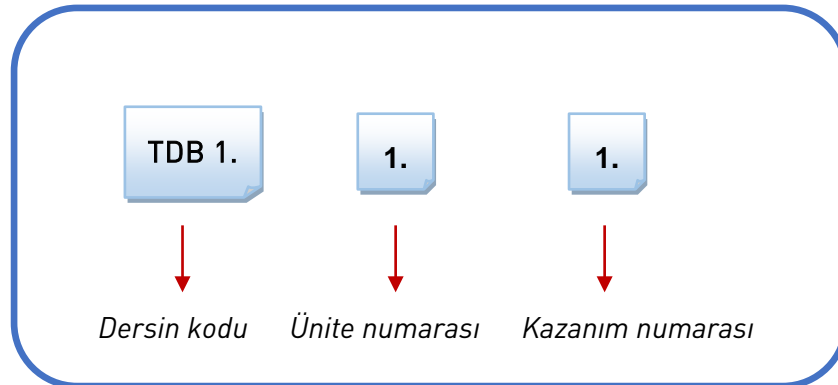 TDB 1. 1. 1.
Dersin kodu Ünite numarası Kazanım numarası